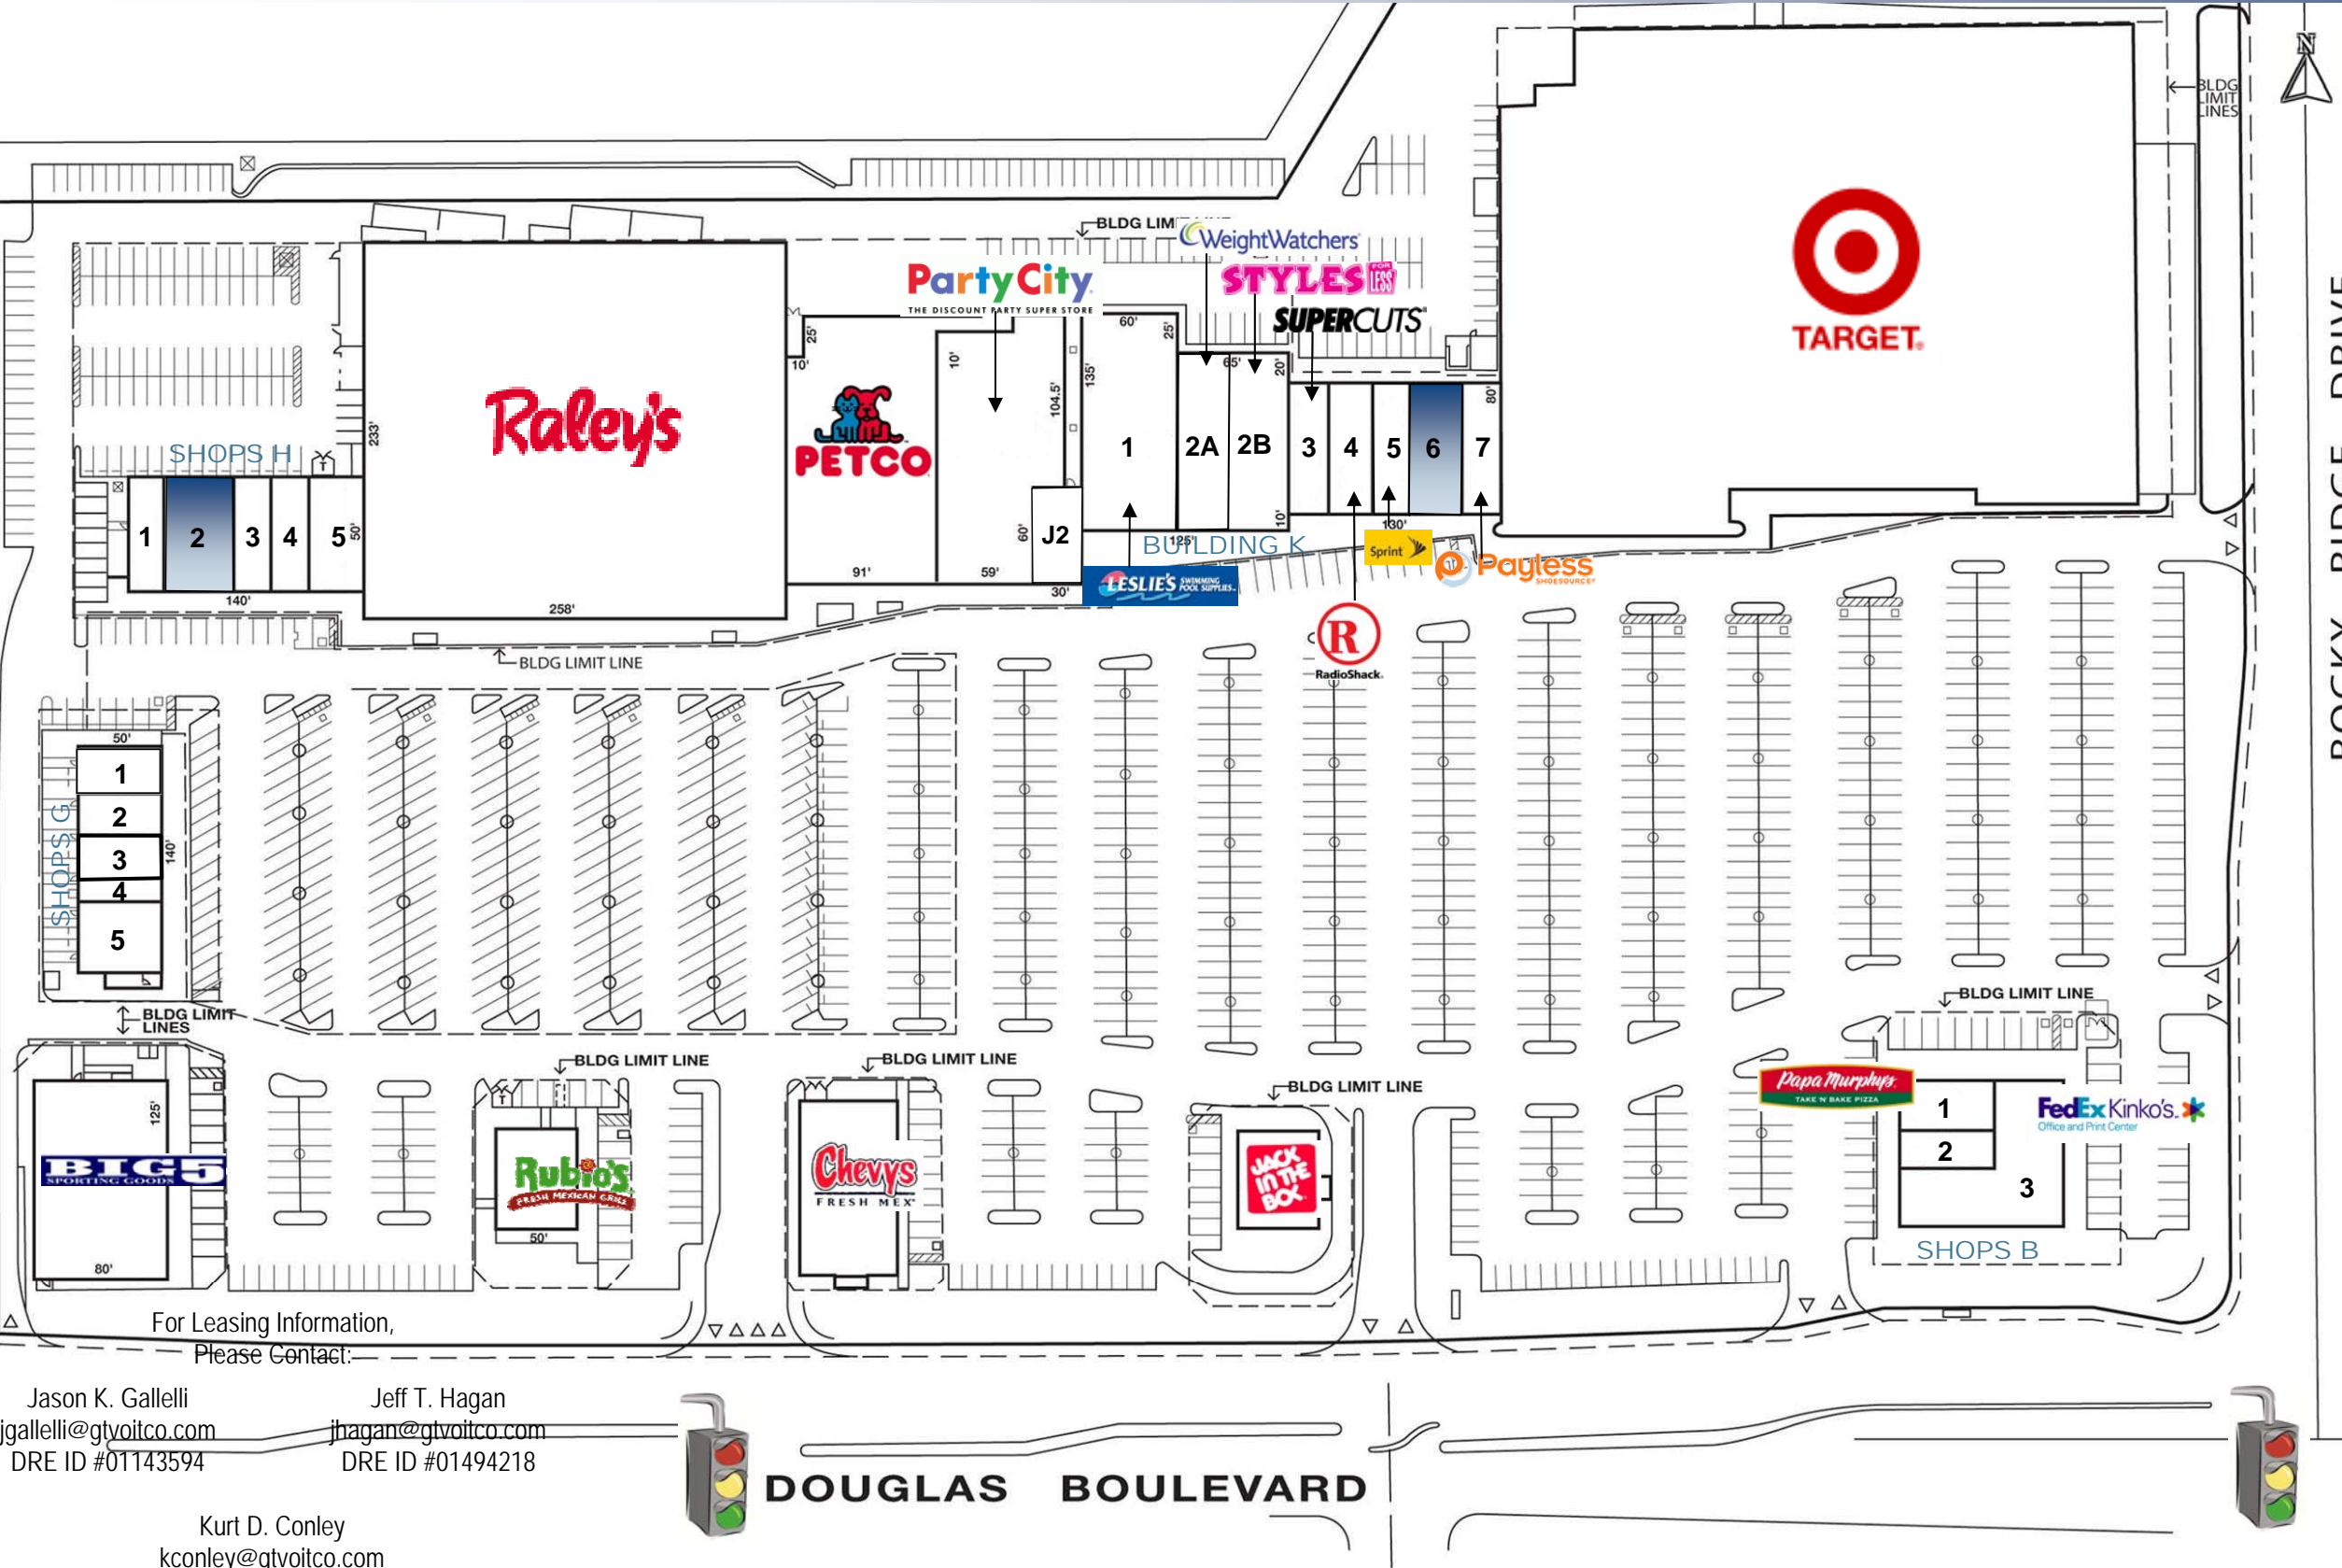 N
BLDG
LIMIT
LINES
ROCKY RIDGE DRIVE
TARGET
BLDG LIM
WeightWatchers
STYLES FOR LESS
SUPERCUTS
PartyCity
THE DISCOUNT PARTY SUPER STORE
Raley's
PETCO
25'
10'
10'
104.5'
135'
60'
25'
65'
20'
80'
233'
SHOPS H
1 2 3 4 5
50'
140'
258'
91'
59'
60'
J2
30'
1 2A 2B 3 4 5 6 7
10'
125'
130'
BUILDING K
LESLIE'S SWIMMING POOL SUPPLIES
Sprint
Payless
SHOESOURCE
R
RadioShack
BLDG LIMIT LINE
50'
1
2
3
4
5
140'
SHOPS G
BLDG LIMIT
LINES
BLDG LIMIT LINE
BLDG LIMIT LINE
BLDG LIMIT LINE
BLDG LIMIT LINE
125'
BIG 5
SPORTING GOODS
80'
Rubio's
FRESH MEXICAN GRILL
50'
Chevys
FRESH MEX
JACK
IN THE
BOX
Papa Murphy's
TAKE 'N' BAKE PIZZA
1
2
3
FedEx Kinko's
Office and Print Center
SHOPS B
For Leasing Information,
Please Contact:
Jason K. Gallelli
jgallelli@gtvoitco.com
DRE ID #01143594
Jeff T. Hagan
jhagan@gtvoitco.com
DRE ID #01494218
Kurt D. Conley
kconley@gtvoitco.com
DOUGLAS BOULEVARD